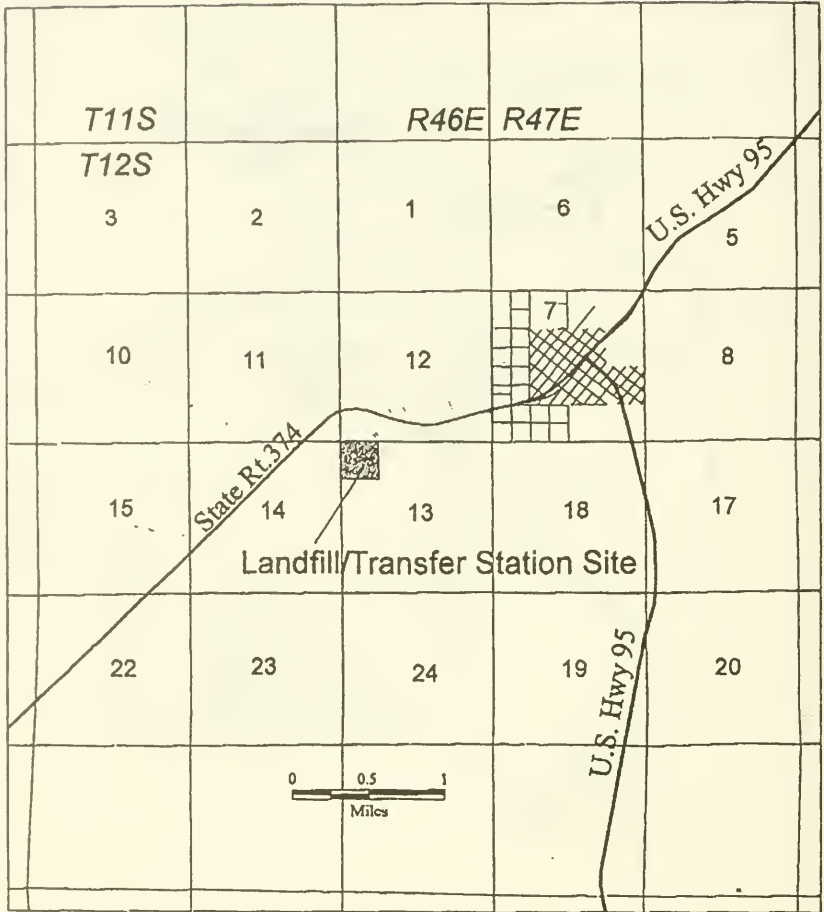 T11S
R46E R47E
T12S
3
2
1
6
5
U.S. Hwy 95
10
11
12
7
8
State Rt.374
15
14
13
18
17
Landfill/Transfer Station Site
22
23
24
19
20
U.S. Hwy 95
0 0.5 1
Miles